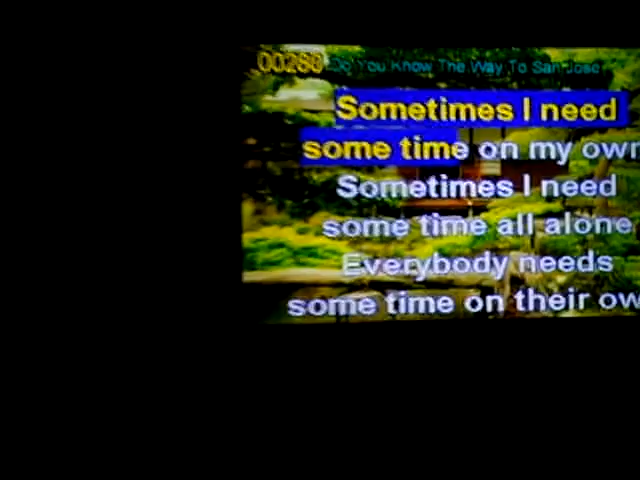 00280 Do You Know The Way To San Jose
Sometimes I need
some time on my own
Sometimes I need
some time all alone
Everybody needs
some time on their ow